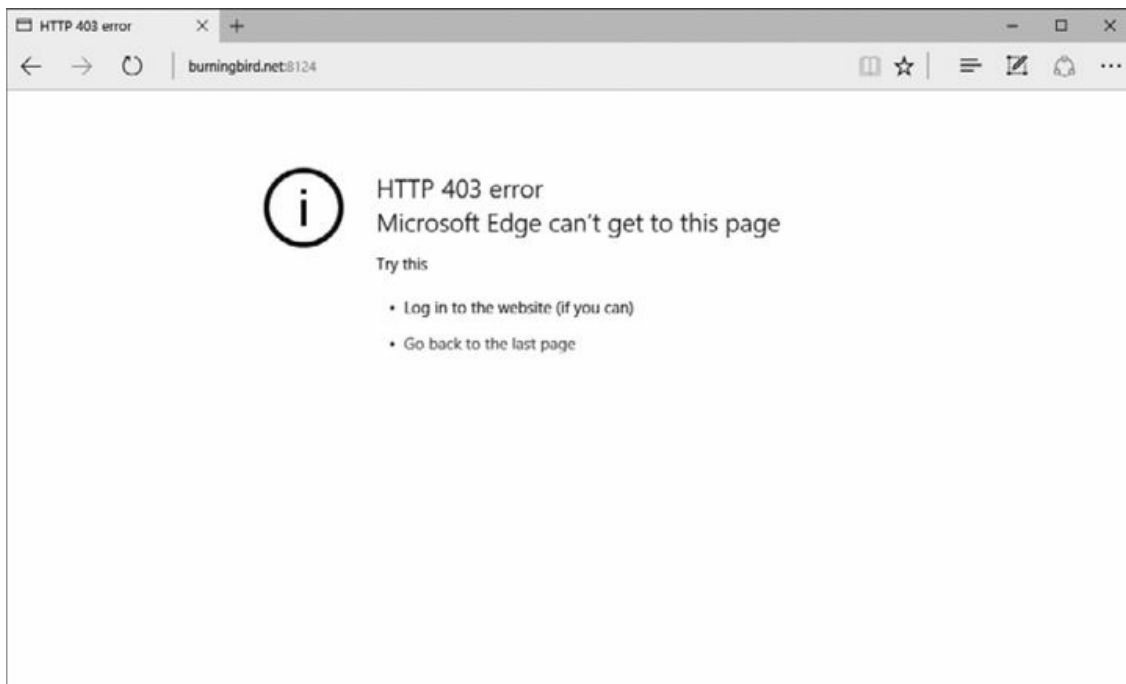 HTTP 403 error
burningbird.net:8124
HTTP 403 error
Microsoft Edge can't get to this page
Try this
• Log in to the website (if you can)
• Go back to the last page